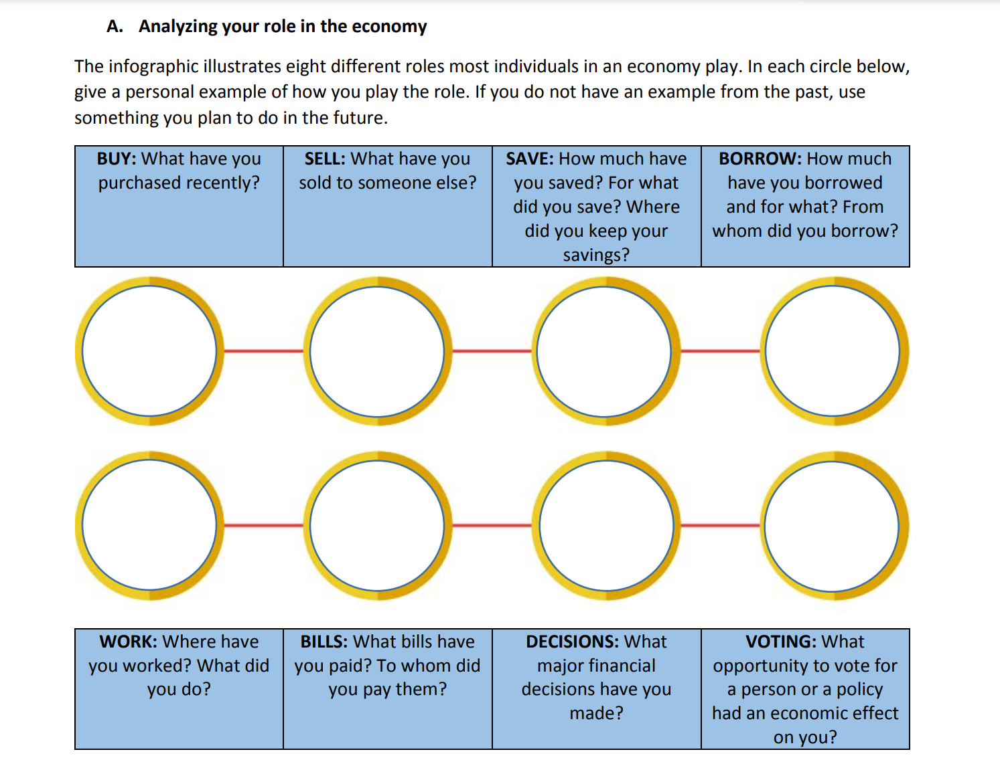 A. Analyzing your role in the economy
The infographic illustrates eight different roles most individuals in an economy play. In each circle below,
give a personal example of how you play the role. If you do not have an example from the past, use
something you plan to do in the future.
BUY: What have you
purchased recently?
SELL: What have you
sold to someone else?
SAVE: How much have
you saved? For what
did you save? Where
did you keep your
savings?
BORROW: How much
have you borrowed
and for what? From
whom did you borrow?
WORK: Where have
you worked? What did
you do?
BILLS: What bills have
you paid? To whom did
you pay them?
DECISIONS: What
major financial
decisions have you
made?
VOTING: What
opportunity to vote for
a person or a policy
had an economic effect
on you?